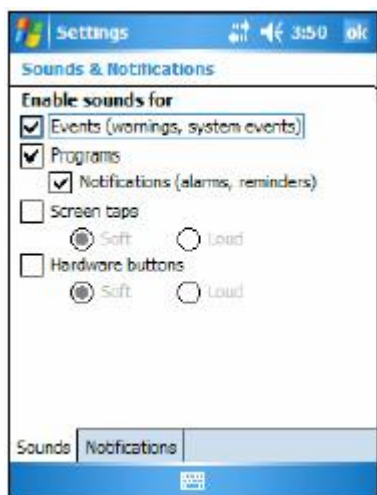 Settings 3:50 ok
Sounds & Notifications
Enable sounds for
Events (warnings, system events)
Programs
Notifications (alarms, reminders)
Screen taps
Soft Loud
Hardware buttons
Soft Loud
Sounds Notifications